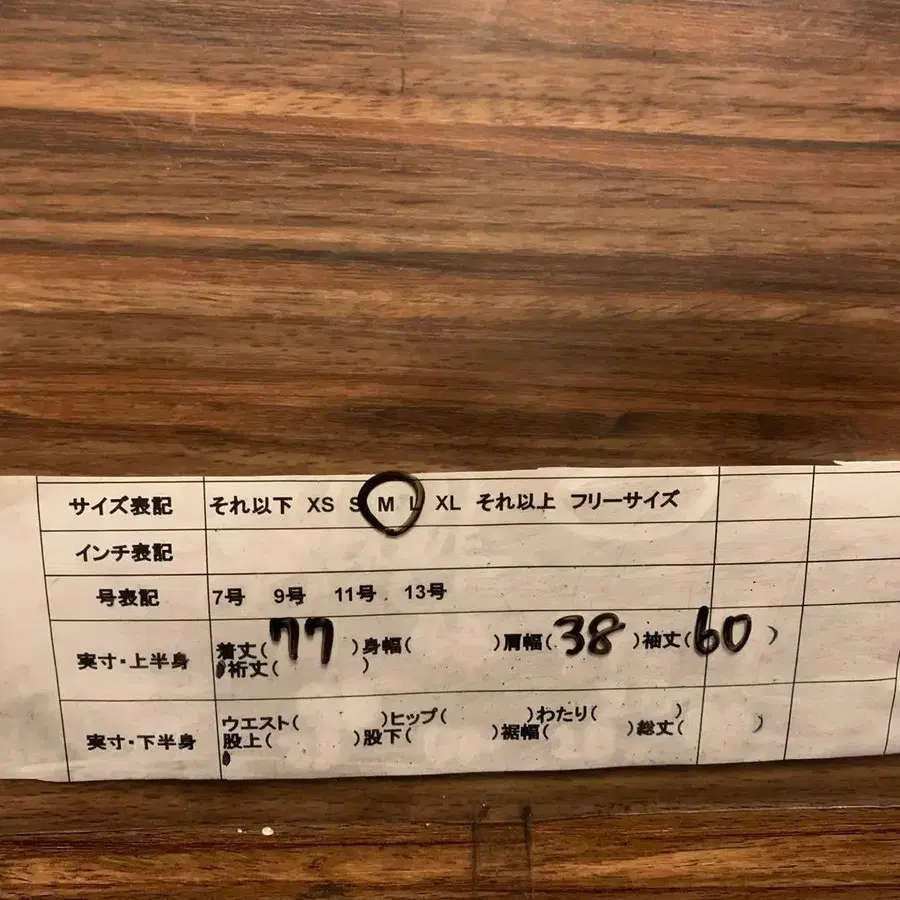 サイズ表記 それ以下 XS S M L XL それ以上 フリーサイズ
インチ表記
号表記 7号 9号 11号 13号
実寸・上半身 着丈(77)身幅( )肩幅(38)袖丈(60)
裄丈( )
実寸・下半身 ウエスト( )ヒップ( )わたり( )
股上( )股下( )裾幅( )総丈( )